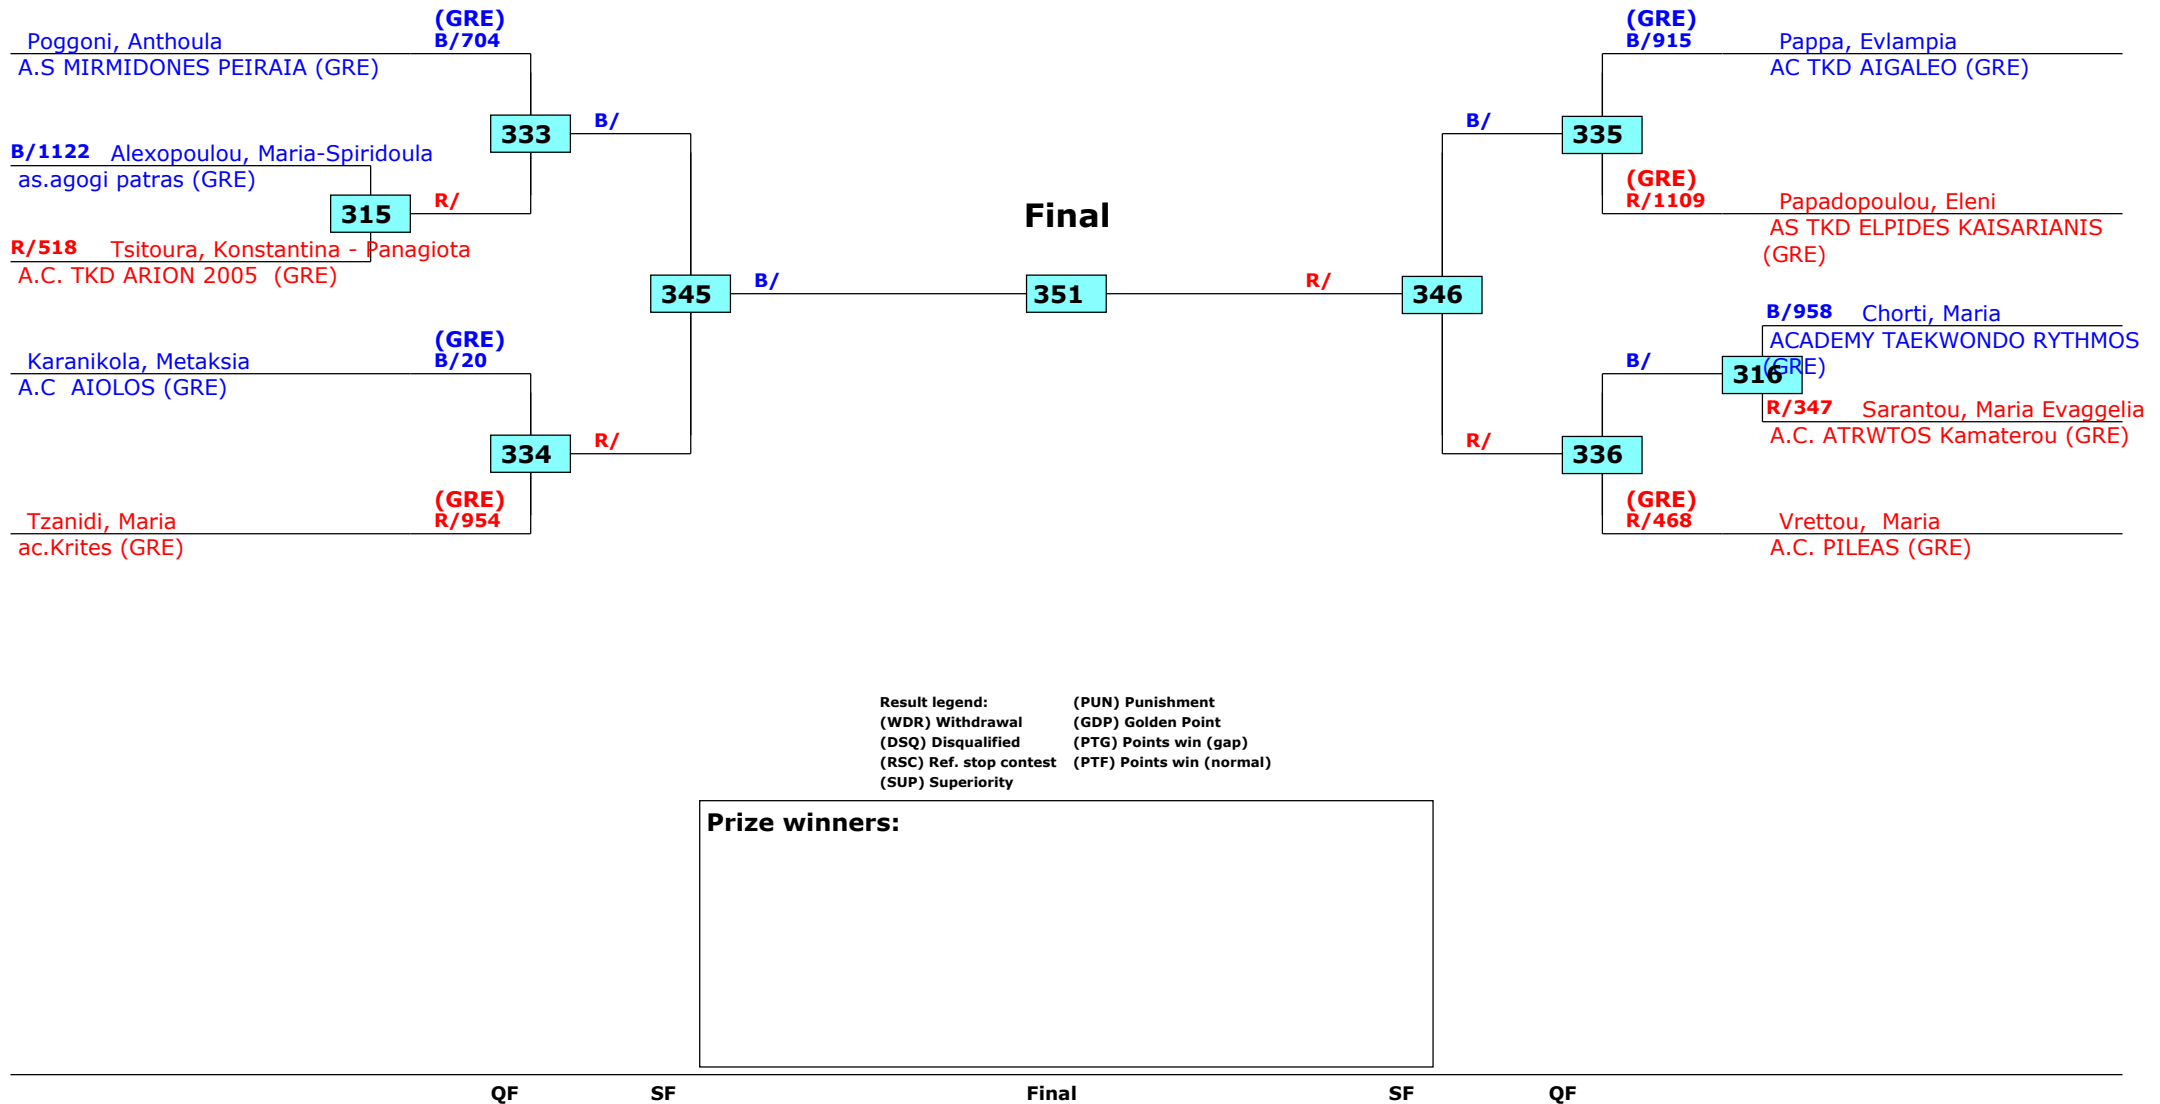 (GRE)
Poggoni, Anthoula B/704
A.S MIRMIDONES PEIRAIA (GRE)
333
B/
B/1122 Alexopoulou, Maria-Spiridoula
as.agogi patras (GRE)
315
R/
R/518 Tsitoura, Konstantina - Panagiota
A.C. TKD ARION 2005 (GRE)
345
B/
(GRE)
Karanikola, Metaksia B/20
A.C AIOLOS (GRE)
334
R/
(GRE)
Tzanidi, Maria R/954
ac.Krites (GRE)
Final
351
(GRE)
B/915 Pappa, Evlampia
AC TKD AIGALEO (GRE)
B/
335
(GRE)
R/1109 Papadopoulou, Eleni
AS TKD ELPIDES KAISARIANIS
(GRE)
R/
346
B/958 Chorti, Maria
ACADEMY TAEKWONDO RYTHMOS
(GRE)
B/
316
R/347 Sarantou, Maria Evaggelia
A.C. ATRWTOS Kamaterou (GRE)
R/
336
(GRE)
R/468 Vrettou, Maria
A.C. PILEAS (GRE)
Result legend: (PUN) Punishment
(WDR) Withdrawal (GDP) Golden Point
(DSQ) Disqualified (PTG) Points win (gap)
(RSC) Ref. stop contest (PTF) Points win (normal)
(SUP) Superiority
Prize winners:
QF SF Final SF QF